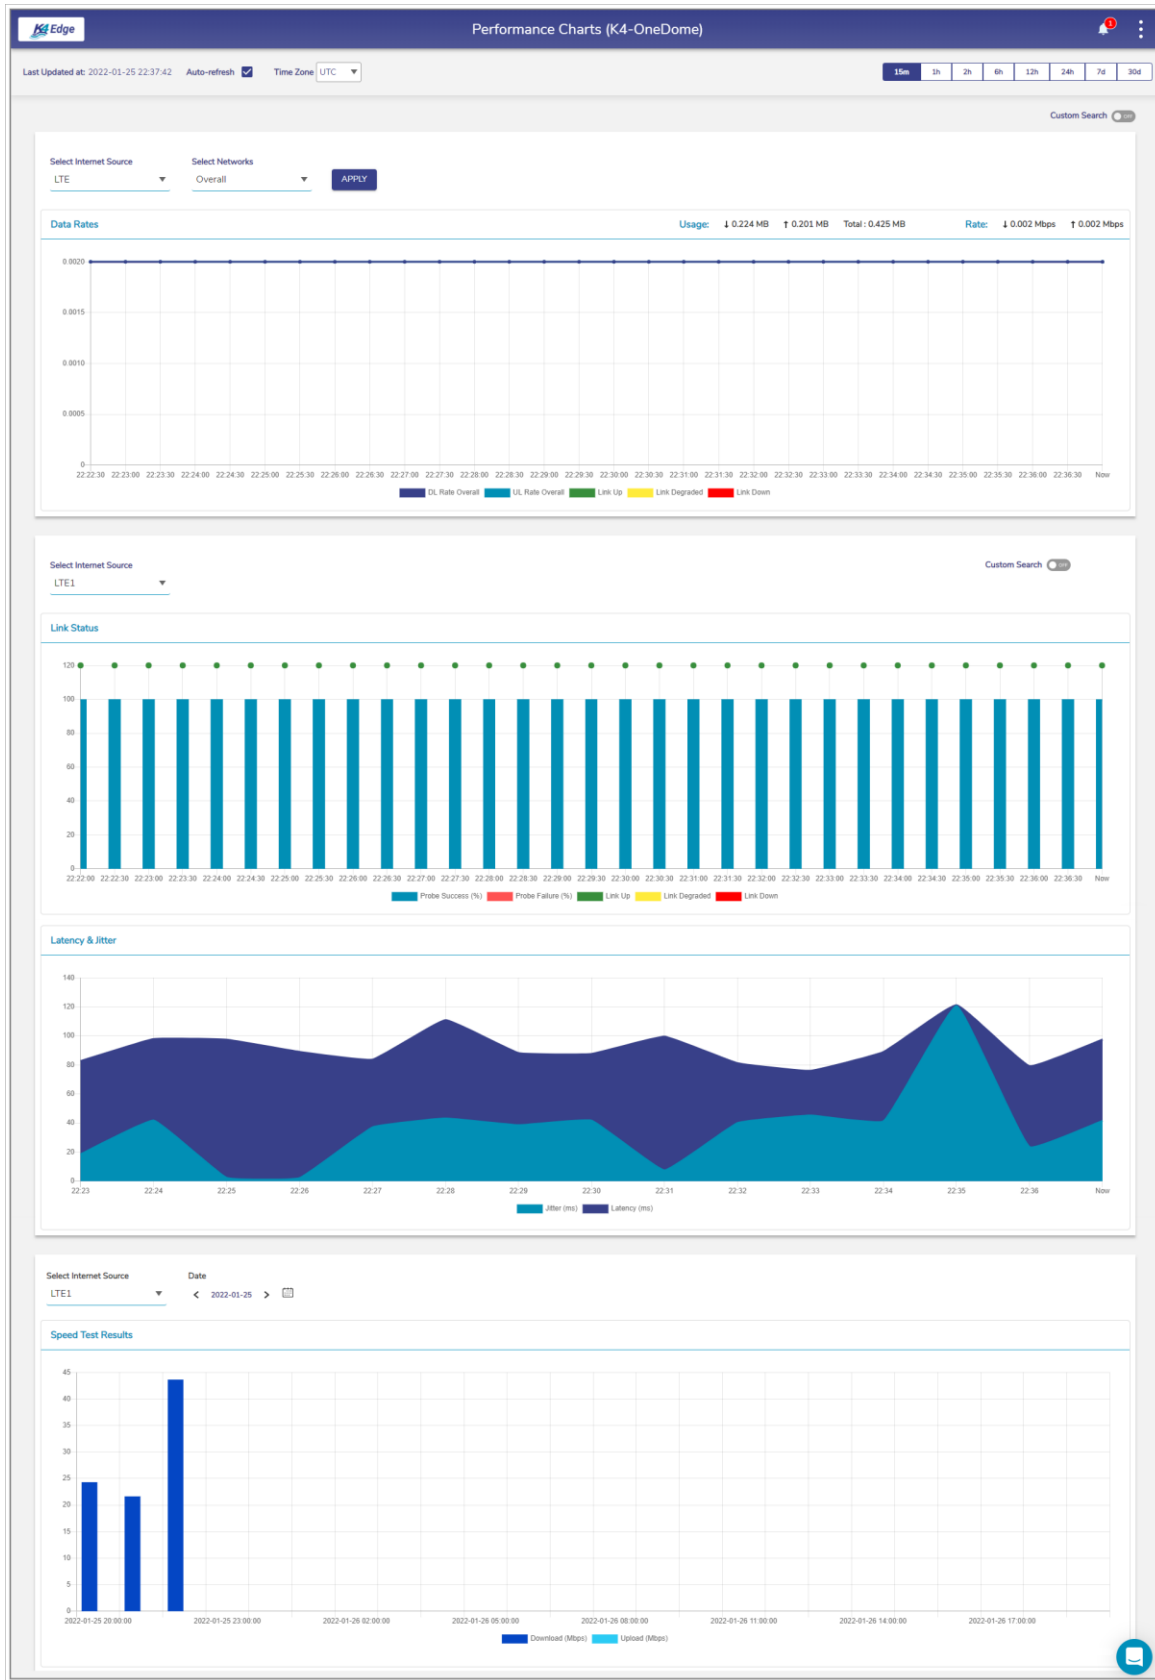 K4 Edge
Performance Charts (K4-OneDome)
1
Last Updated at: 2022-01-25 22:37:42 Auto-refresh Time Zone UTC
15m 1h 2h 6h 12h 24h 7d 30d
Custom Search OFF
Select Internet Source Select Networks
LTE Overall APPLY
Data Rates Usage: ↓ 0.224 MB ↑ 0.201 MB Total : 0.425 MB Rate: ↓ 0.002 Mbps ↑ 0.002 Mbps
0.0020
0.0015
0.0010
0.0005
0
22:22:30 22:23:00 22:23:30 22:24:00 22:24:30 22:25:00 22:25:30 22:26:00 22:26:30 22:27:00 22:27:30 22:28:00 22:28:30 22:29:00 22:29:30 22:30:00 22:30:30 22:31:00 22:31:30 22:32:00 22:32:30 22:33:00 22:33:30 22:34:00 22:34:30 22:35:00 22:35:30 22:36:00 22:36:30 Now
DL Rate Overall UL Rate Overall Link Up Link Degraded Link Down
Select Internet Source Custom Search OFF
LTE1
Link Status
120
100
80
60
40
20
0
22:22:00 22:22:30 22:23:00 22:23:30 22:24:00 22:24:30 22:25:00 22:25:30 22:26:00 22:26:30 22:27:00 22:27:30 22:28:00 22:28:30 22:29:00 22:29:30 22:30:00 22:30:30 22:31:00 22:31:30 22:32:00 22:32:30 22:33:00 22:33:30 22:34:00 22:34:30 22:35:00 22:35:30 22:36:00 22:36:30 Now
Probe Success (%) Probe Failure (%) Link Up Link Degraded Link Down
Latency & Jitter
140
120
100
80
60
40
20
0
22:23 22:24 22:25 22:26 22:27 22:28 22:29 22:30 22:31 22:32 22:33 22:34 22:35 22:36 Now
Jitter (ms) Latency (ms)
Select Internet Source Date
LTE1 < 2022-01-25 >
Speed Test Results
45
40
35
30
25
20
15
10
5
0
2022-01-25 20:00:00 2022-01-25 23:00:00 2022-01-26 02:00:00 2022-01-26 05:00:00 2022-01-26 08:00:00 2022-01-26 11:00:00 2022-01-26 14:00:00 2022-01-26 17:00:00
Download (Mbps) Upload (Mbps)